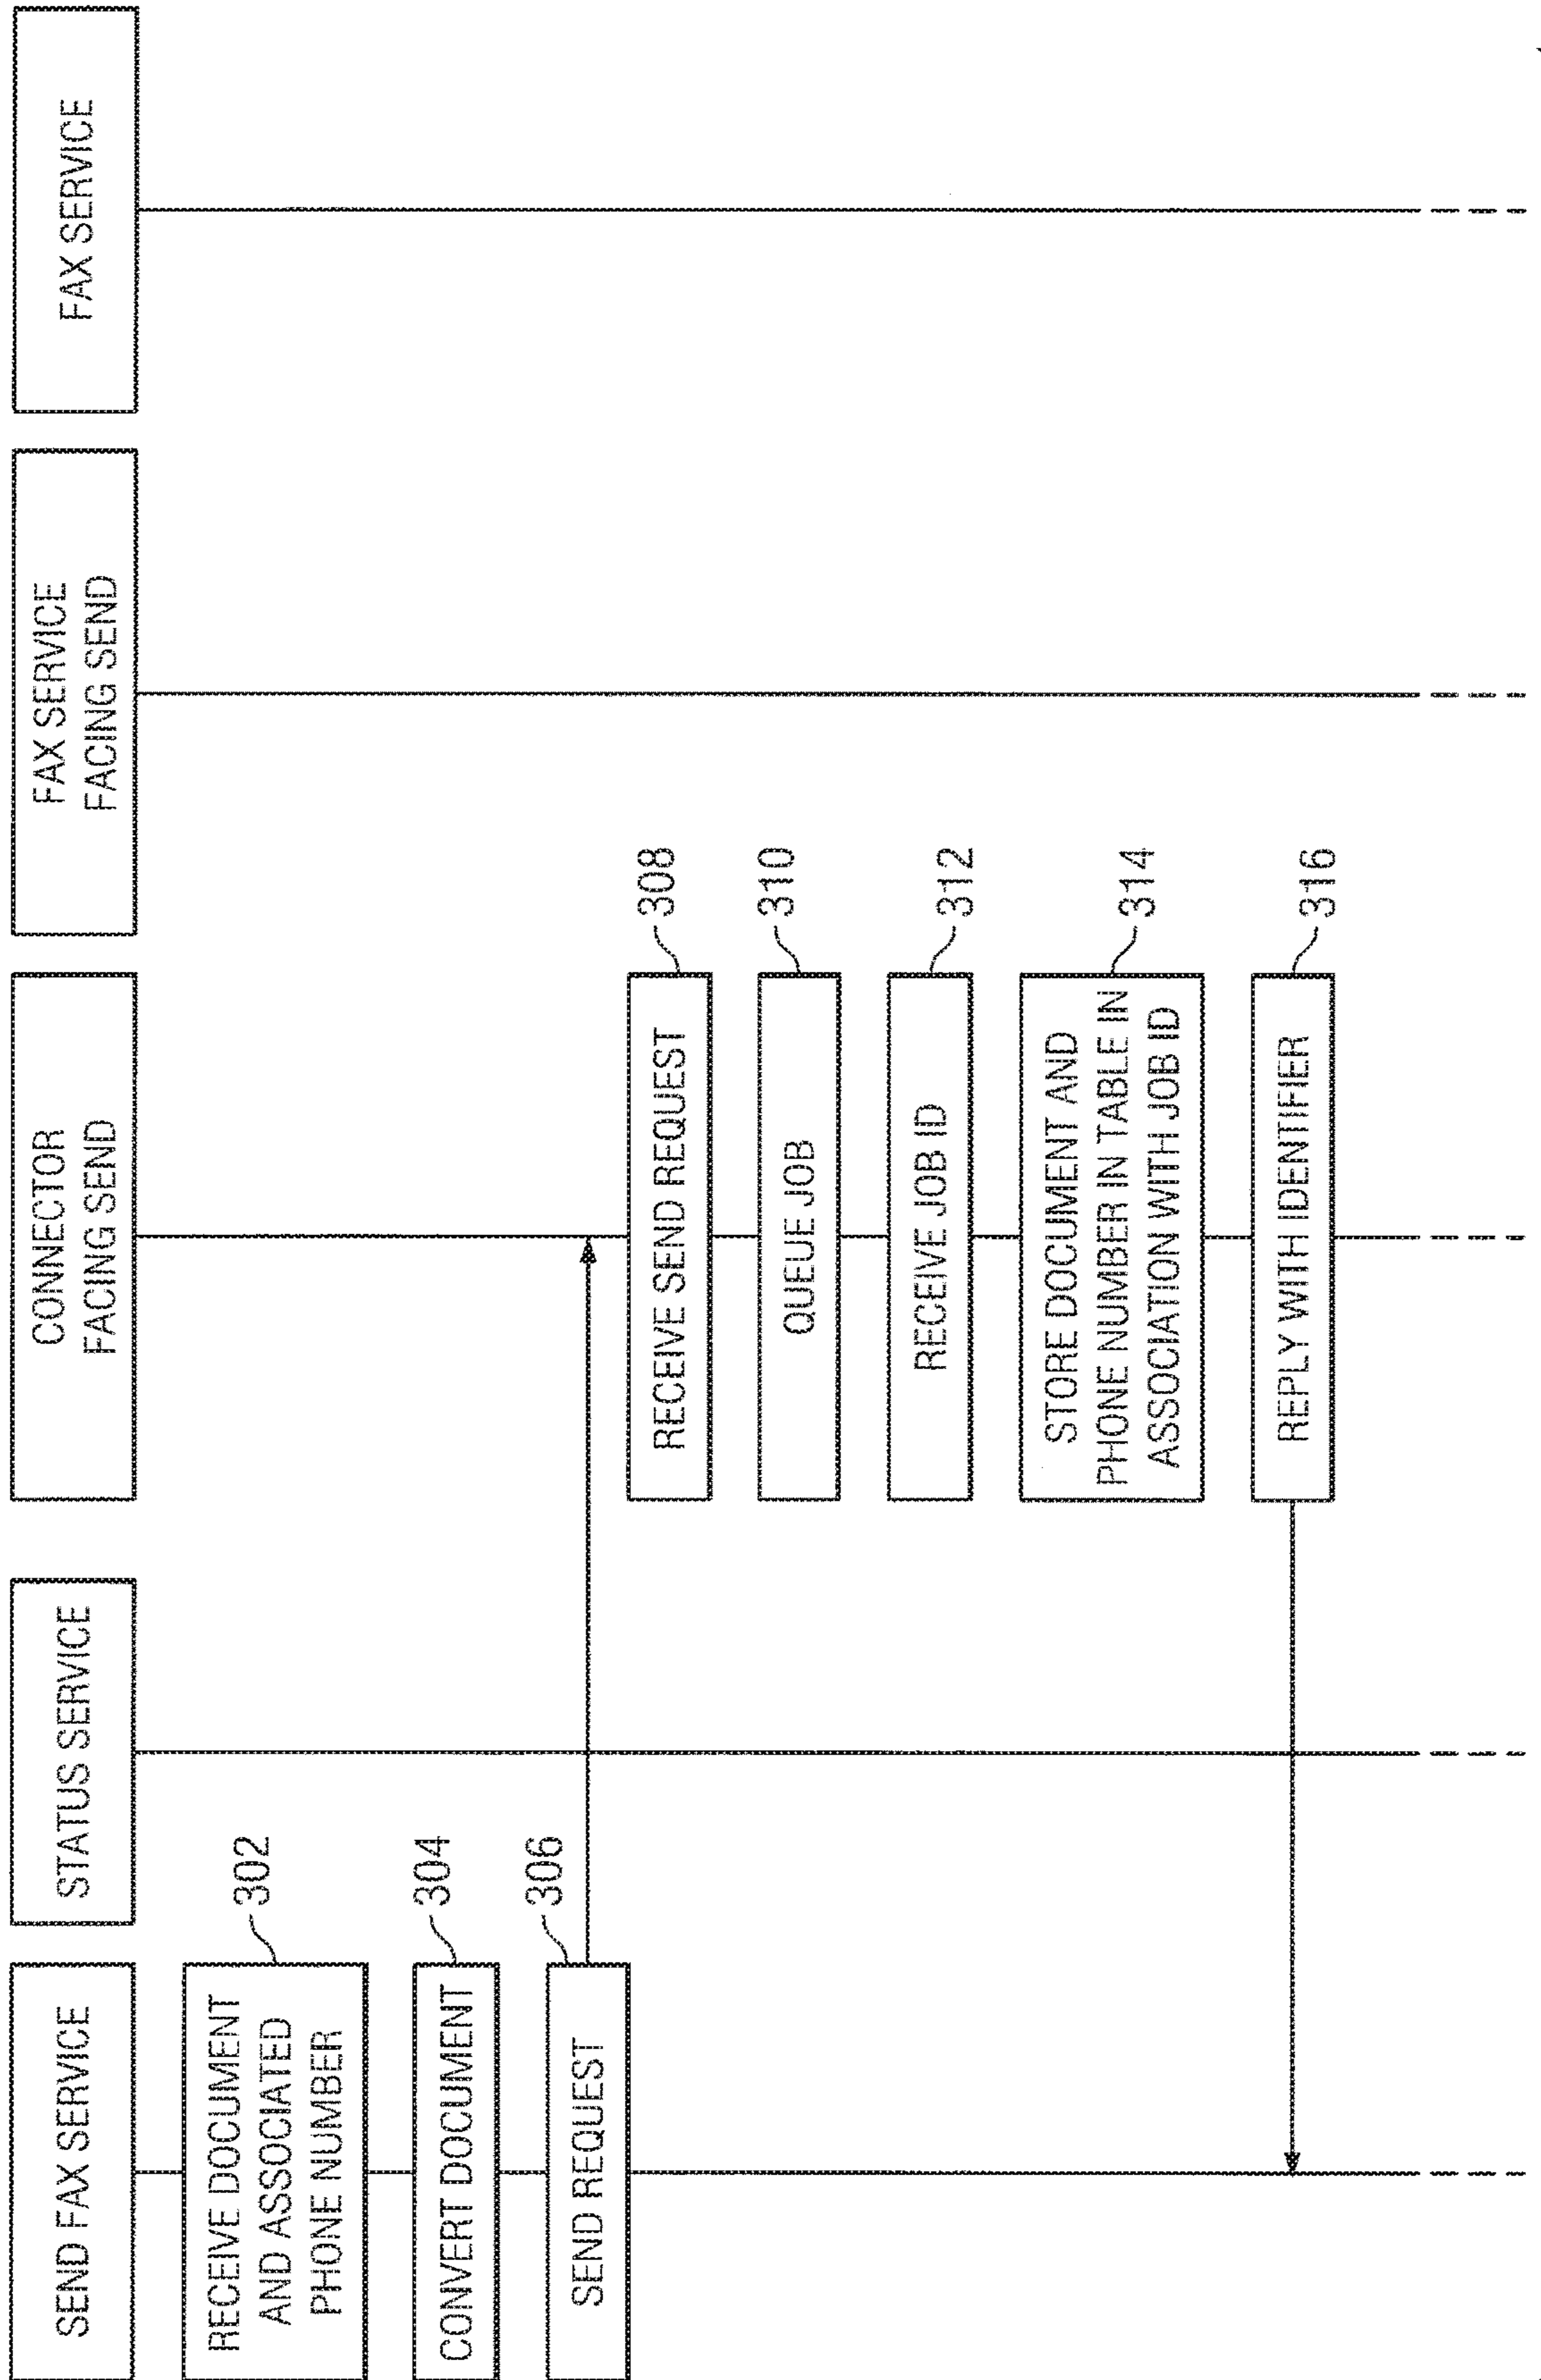 SEND FAX SERVICE
STATUS SERVICE
CONNECTOR
FACING SEND
FAX SERVICE
FACING SEND
FAX SERVICE
RECEIVE DOCUMENT
AND ASSOCIATED
PHONE NUMBER
302
CONVERT DOCUMENT
304
SEND REQUEST
306
RECEIVE SEND REQUEST
308
QUEUE JOB
310
RECEIVE JOB ID
312
STORE DOCUMENT AND
PHONE NUMBER IN TABLE IN
ASSOCIATION WITH JOB ID
314
REPLY WITH IDENTIFIER
316